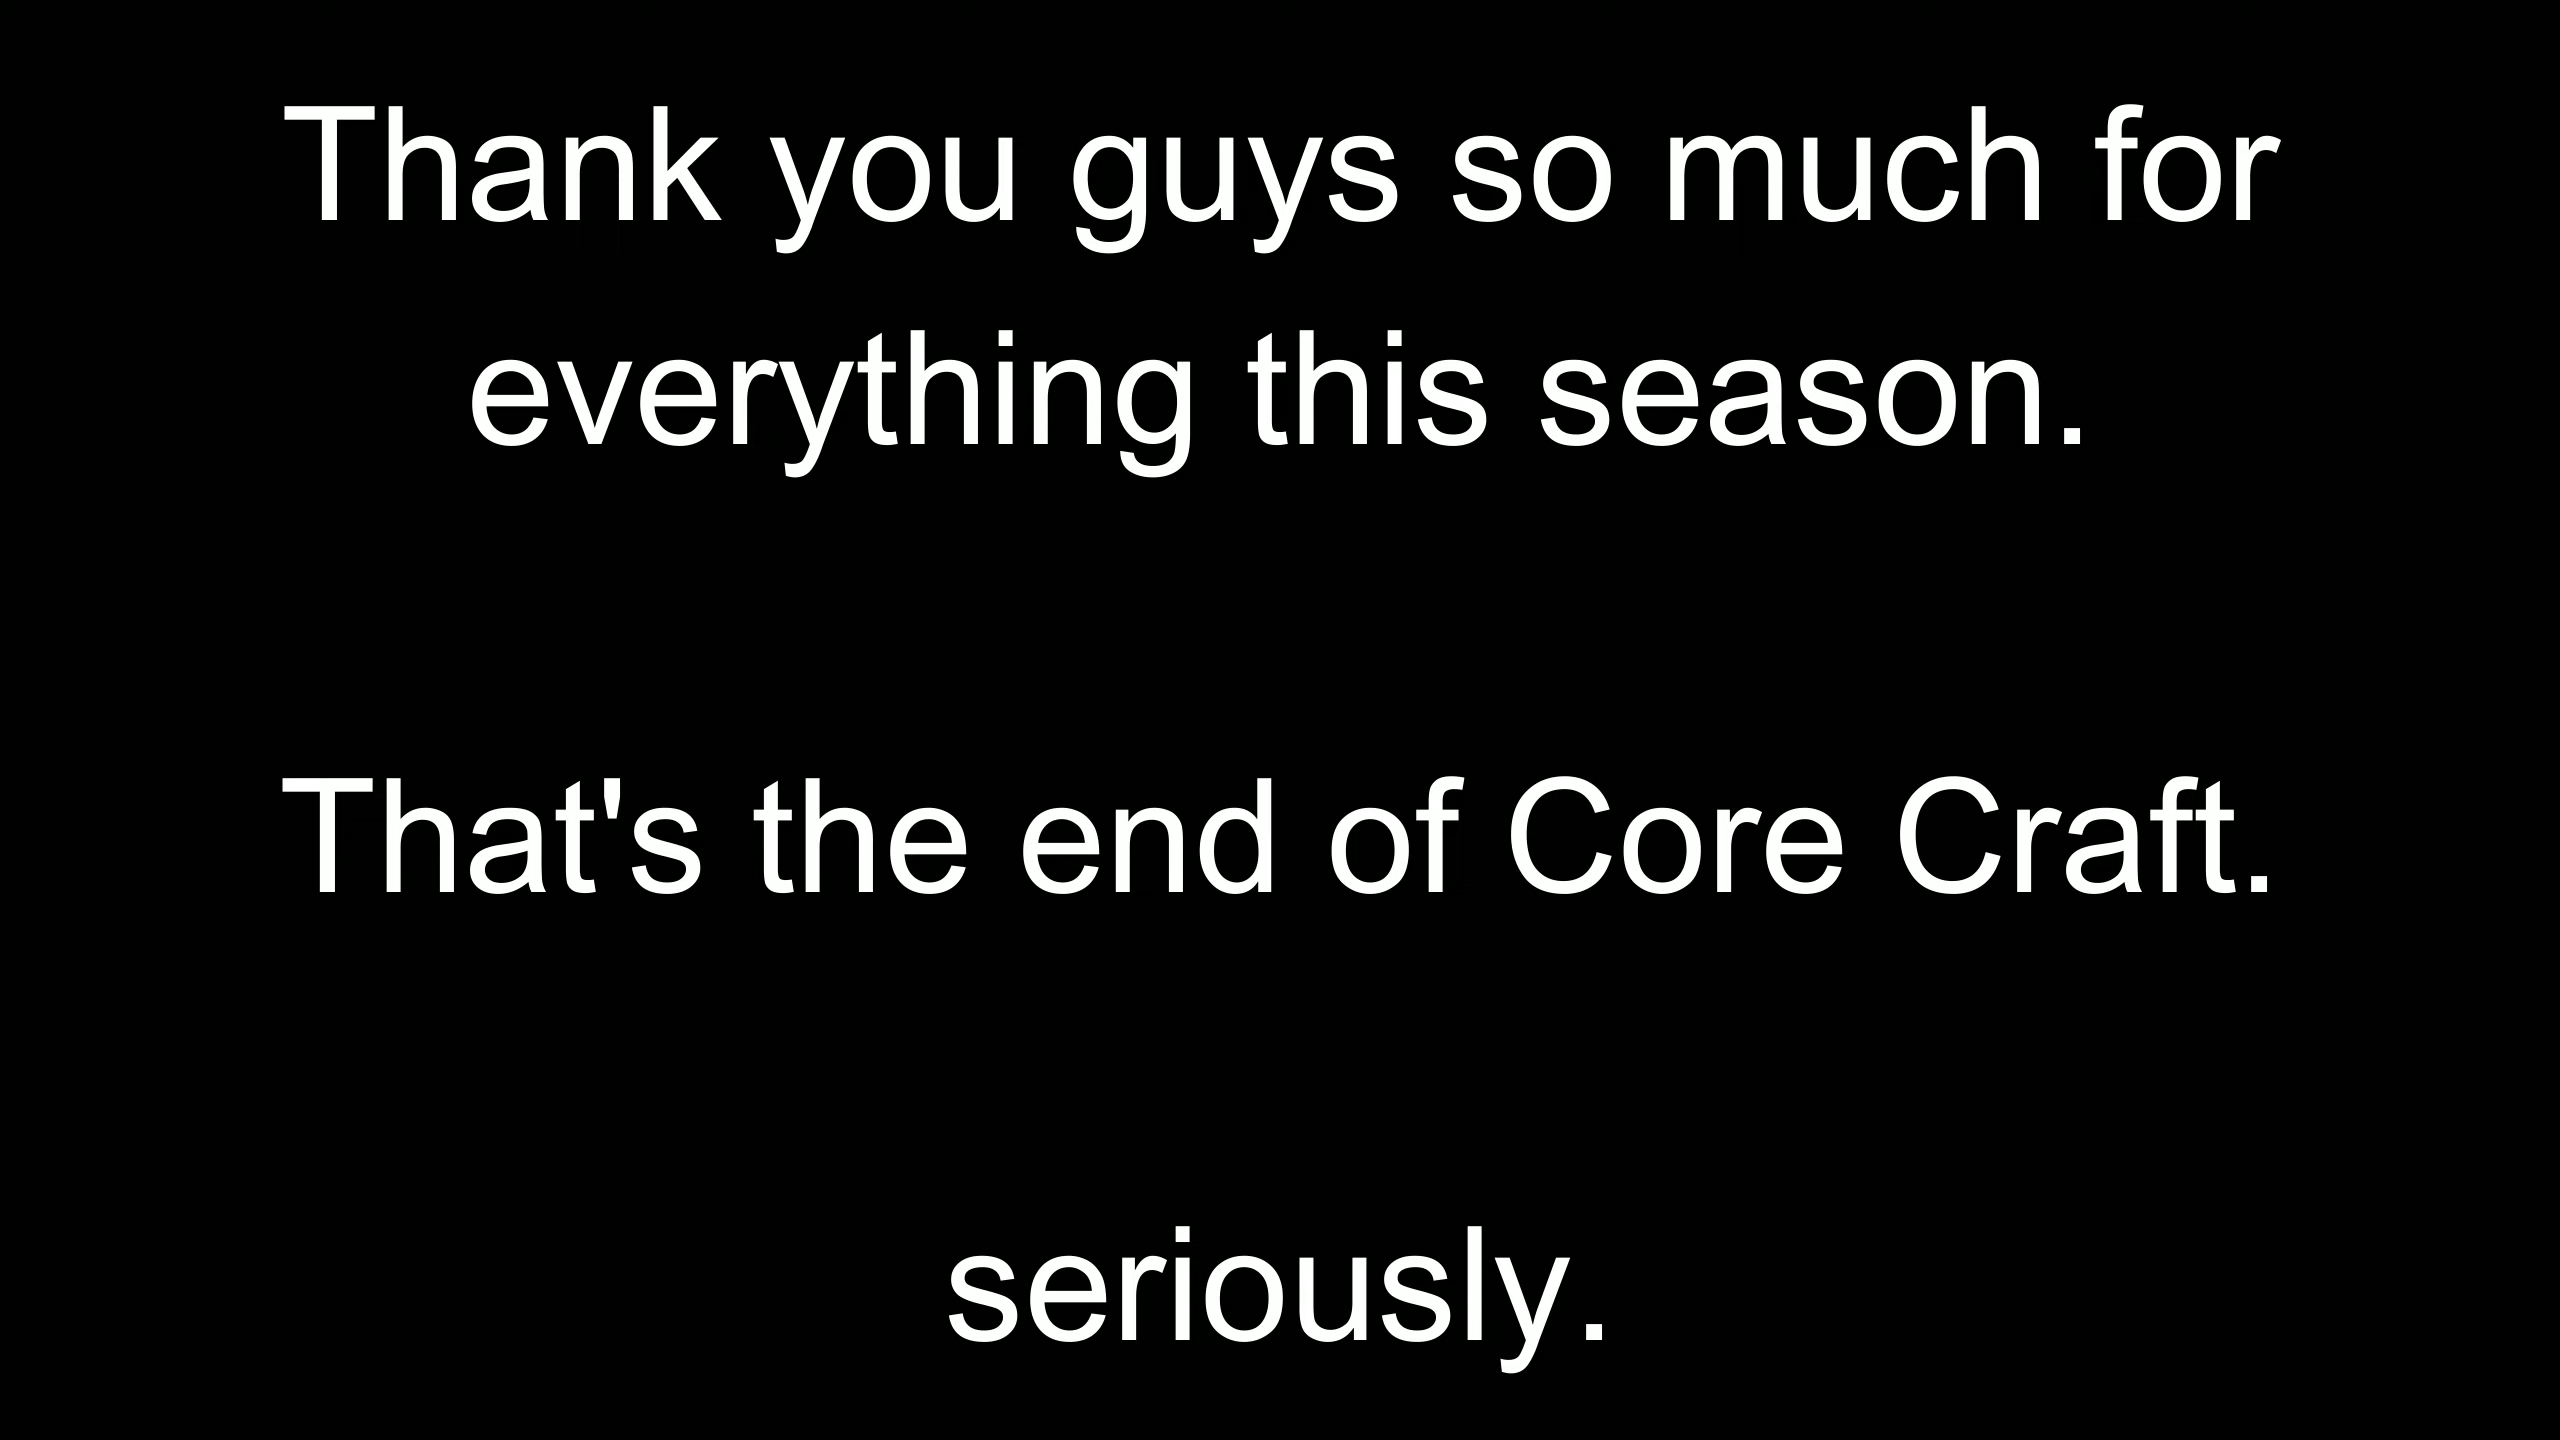 Thank you guys so much for
everything this season.
That's the end of Core Craft.
seriously.